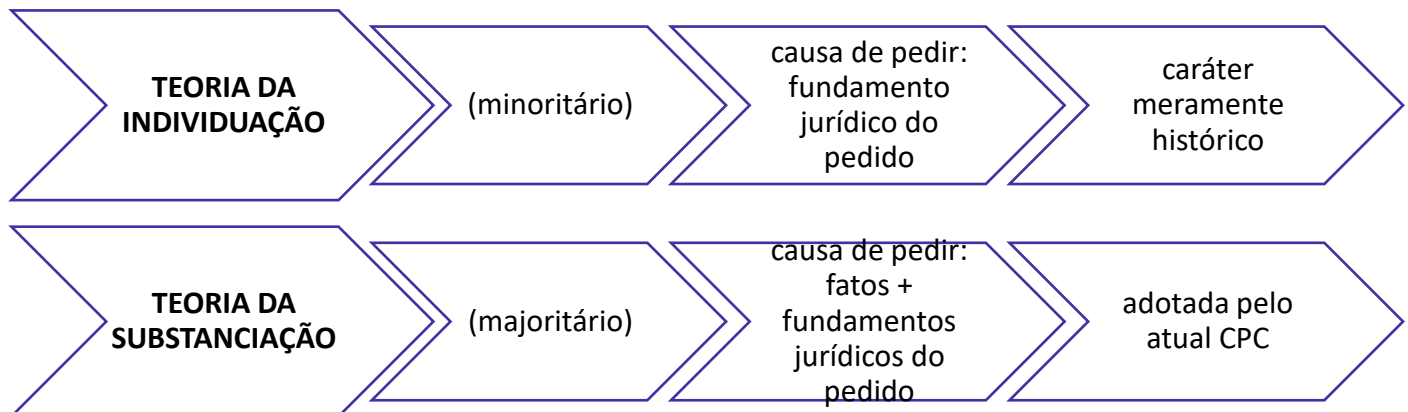 TEORIA DA
INDIVIDUAÇÃO
(minoritário)
causa de pedir:
fundamento
jurídico do
pedido
caráter
meramente
histórico
TEORIA DA
SUBSTANCIAÇÃO
(majoritário)
causa de pedir:
fatos +
fundamentos
jurídicos do
pedido
adotada pelo
atual CPC